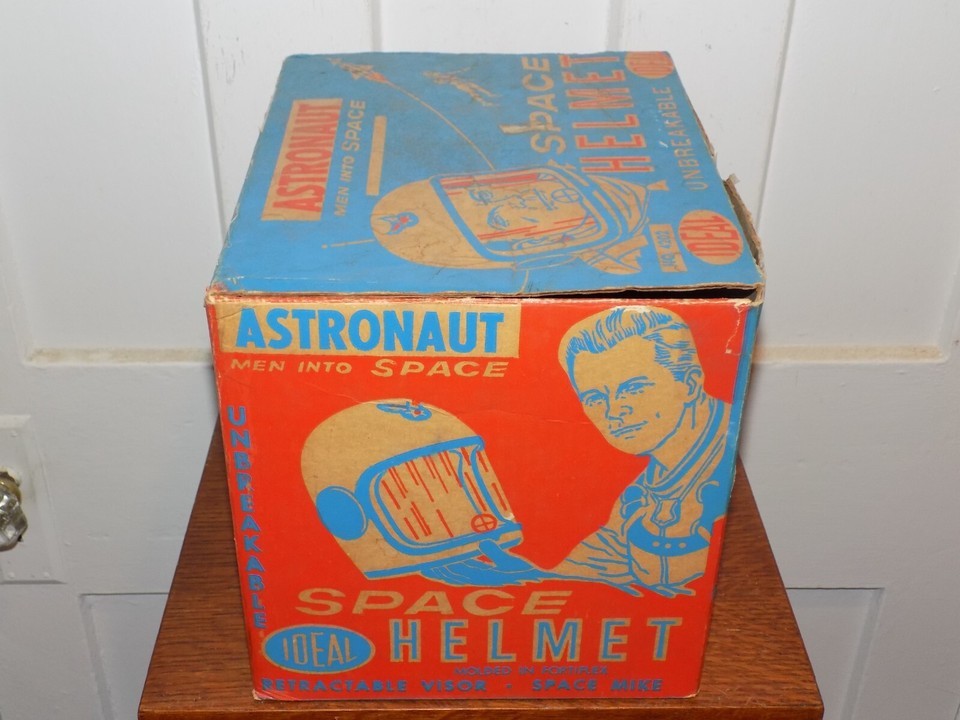 ASTRONAUT
MEN INTO SPACE
SPACE
HELMET
UNBREAKABLE
IDEAL
IDEAL
ASTRONAUT
MEN INTO SPACE
UNBREAKABLE
SPACE
IDEAL
HELMET
MOLDED IN
RETRACTABLE VISOR - SPACE MIKE